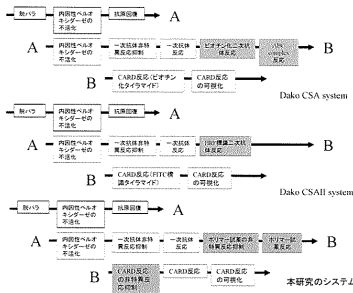 脱パラ
内因性ペルオキシダーゼの不活化
抗原回復
A
A
内因性ペルオキシダーゼの不活化
一次抗体非特異反応抑制
一次抗体反応
ビオチン化二次抗体反応
ABC complex反応
B
B
CARD反応(ビオチン化タイラマイド)
CARD反応の可視化
Dako CSA system
脱パラ
内因性ペルオキシダーゼの不活化
抗原回復
A
A
内因性ペルオキシダーゼの不活化
一次抗体非特異反応抑制
一次抗体反応
HRP標識二次抗体反応
B
B
CARD反応(FITC標識タイラマイド)
CARD反応の可視化
Dako CSAII system
脱パラ
内因性ペルオキシダーゼの不活化
抗原回復
A
A
内因性ペルオキシダーゼの不活化
一次抗体非特異反応抑制
一次抗体反応
ポリマー試薬の非特異反応抑制
ポリマー試薬反応
B
B
CARD反応の非特異反応抑制
CARD反応
CARD反応の可視化
本研究のシステム